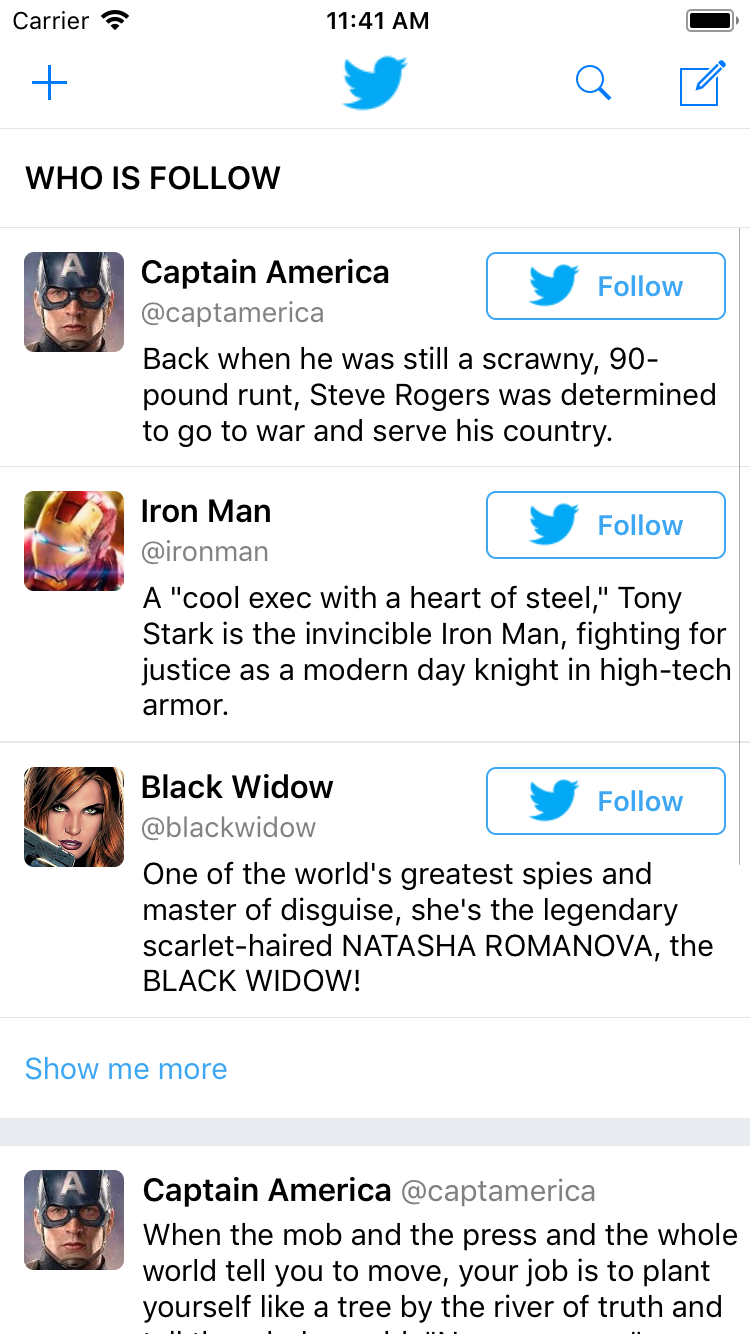 Carrier 11:41 AM
WHO IS FOLLOW
Captain America
Follow
@captamerica
Back when he was still a scrawny, 90-
pound runt, Steve Rogers was determined
to go to war and serve his country.
Iron Man
Follow
@ironman
A "cool exec with a heart of steel," Tony
Stark is the invincible Iron Man, fighting for
justice as a modern day knight in high-tech
armor.
Black Widow
Follow
@blackwidow
One of the world's greatest spies and
master of disguise, she's the legendary
scarlet-haired NATASHA ROMANOVA, the
BLACK WIDOW!
Show me more
Captain America @captamerica
When the mob and the press and the whole
world tell you to move, your job is to plant
yourself like a tree by the river of truth and